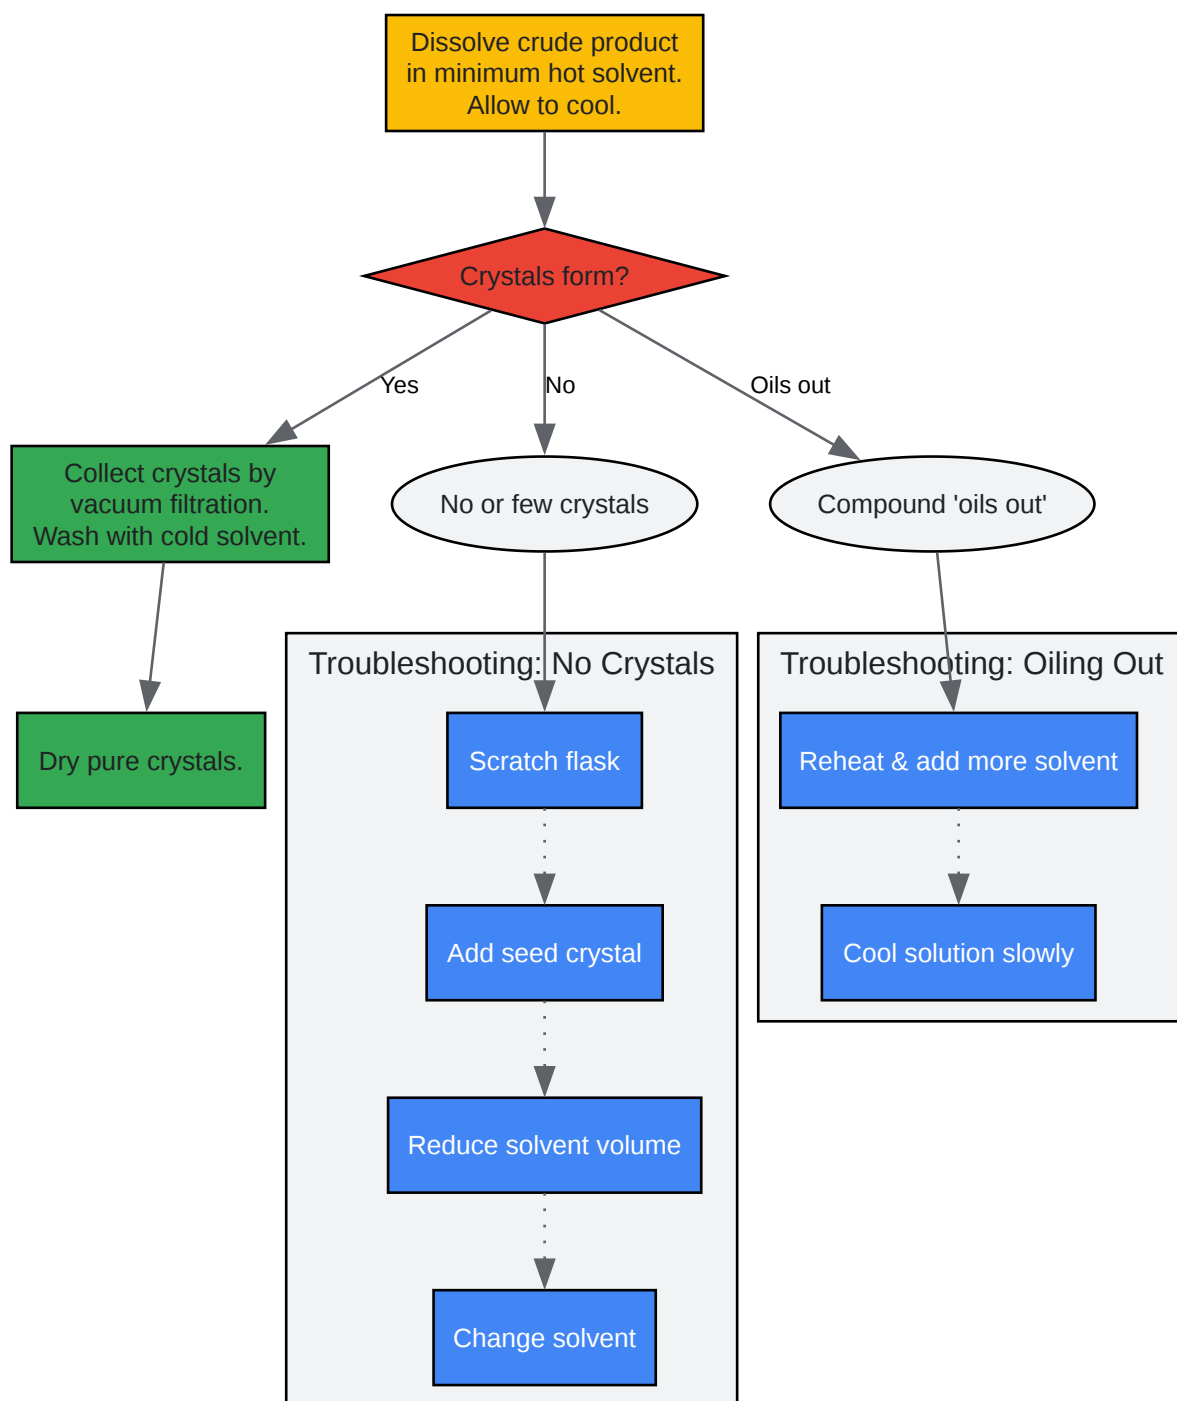 Dissolve crude product
in minimum hot solvent.
Allow to cool.
Crystals form?
Yes
No
Oils out
Collect crystals by
vacuum filtration.
Wash with cold solvent.
No or few crystals
Compound 'oils out'
Troubleshooting: No Crystals
Troubleshooting: Oiling Out
Dry pure crystals.
Scratch flask
Reheat & add more solvent
Add seed crystal
Cool solution slowly
Reduce solvent volume
Change solvent